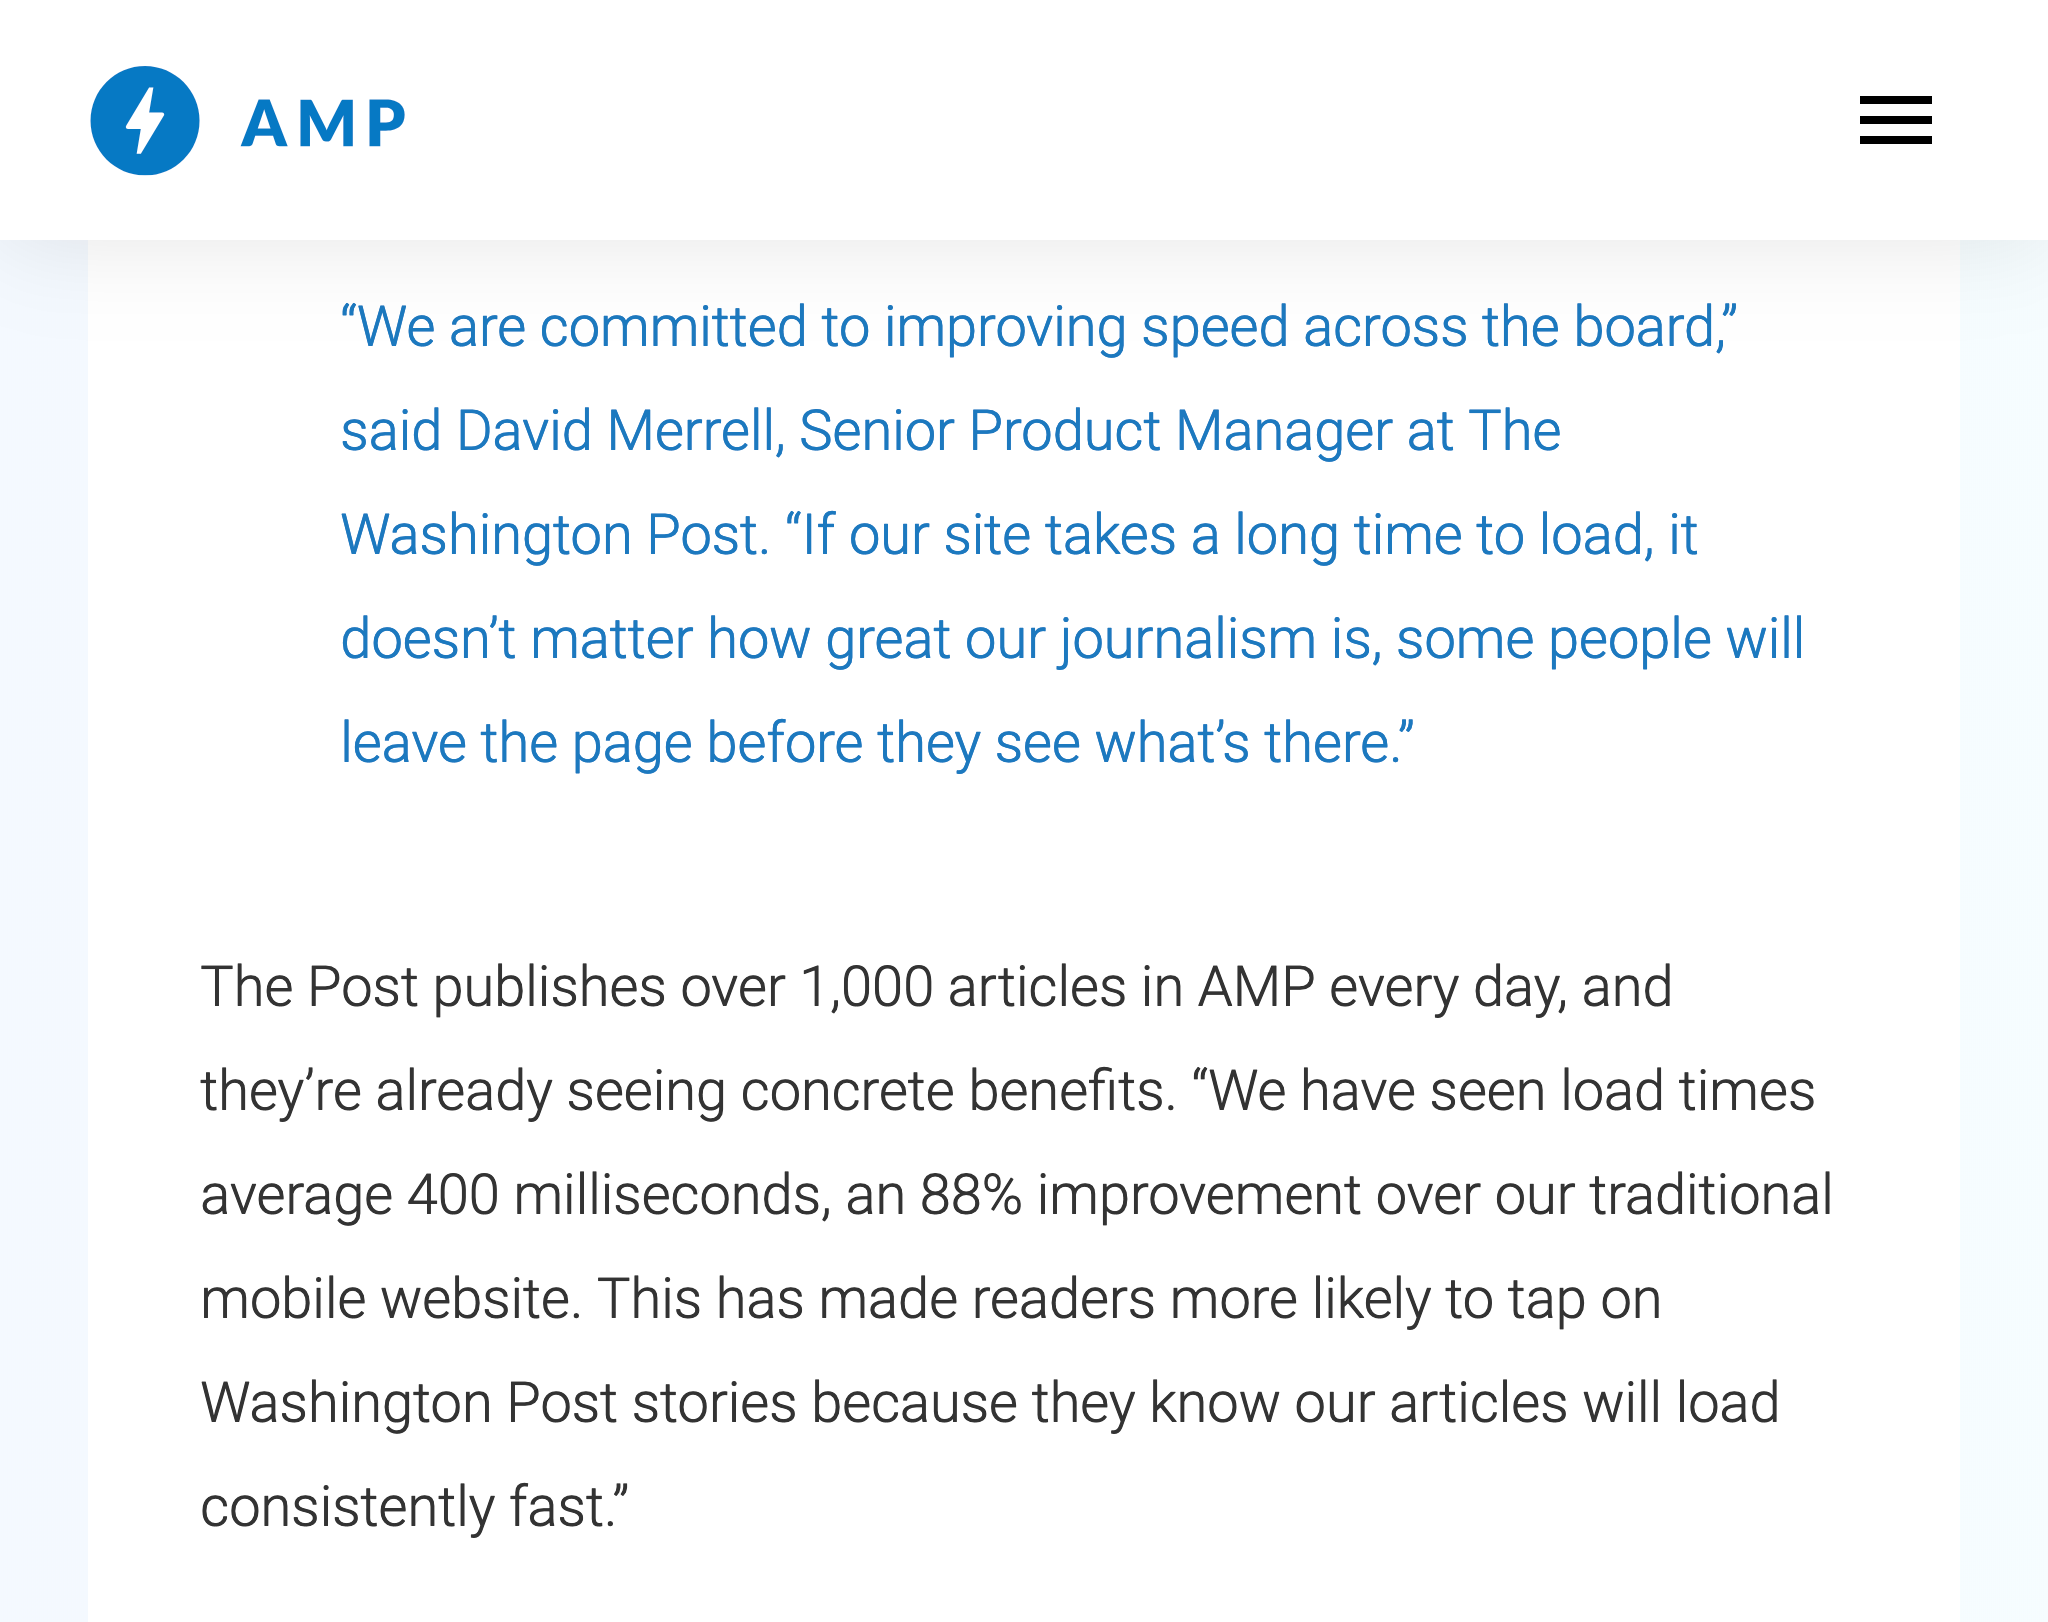 AMP
“We are committed to improving speed across the board,”
said David Merrell, Senior Product Manager at The
Washington Post. “If our site takes a long time to load, it
doesn’t matter how great our journalism is, some people will
leave the page before they see what’s there.”
The Post publishes over 1,000 articles in AMP every day, and
they’re already seeing concrete benefits. “We have seen load times
average 400 milliseconds, an 88% improvement over our traditional
mobile website. This has made readers more likely to tap on
Washington Post stories because they know our articles will load
consistently fast.”